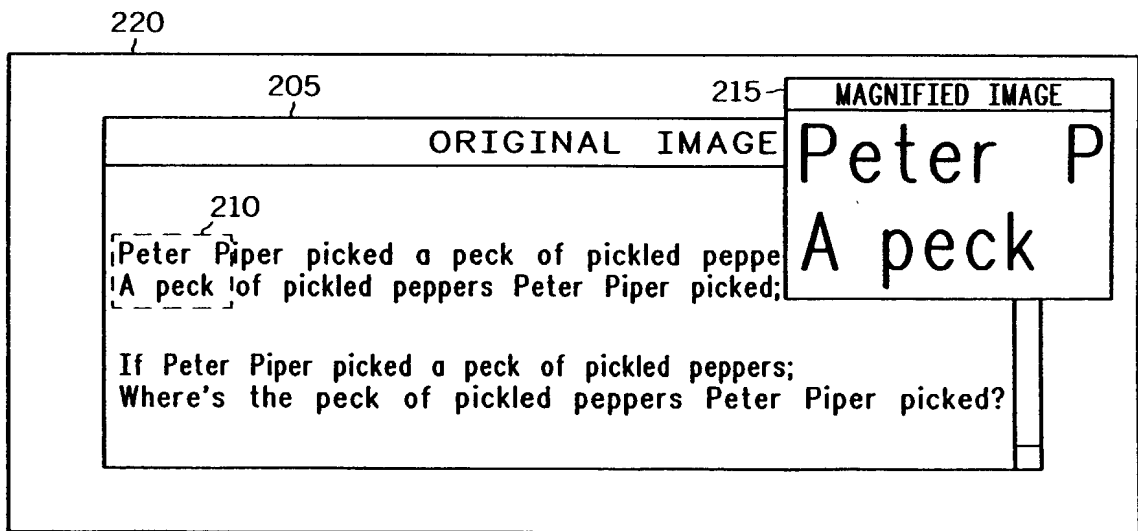 220
205
215
MAGNIFIED IMAGE
ORIGINAL IMAGE
Peter P
A peck
210
Peter Piper picked a peck of pickled peppe
A peck of pickled peppers Peter Piper picked;
If Peter Piper picked a peck of pickled peppers;
Where's the peck of pickled peppers Peter Piper picked?